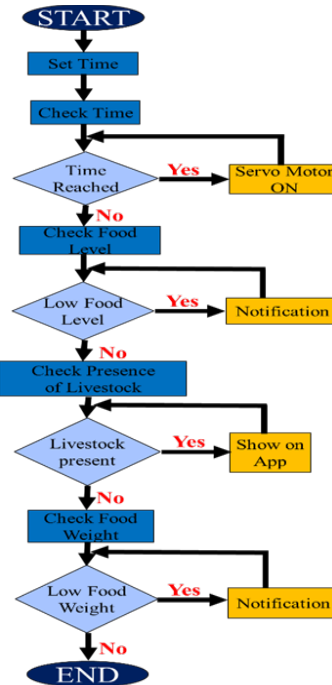 START
Set Time
Check Time
Time
Reached
Yes
Servo Motor
ON
No
Check Food
Level
Low Food
Level
Yes
Notification
No
Check Presence
of Livestock
Livestock
present
Yes
Show on
App
No
Check Food
Weight
Low Food
Weight
Yes
Notification
No
END